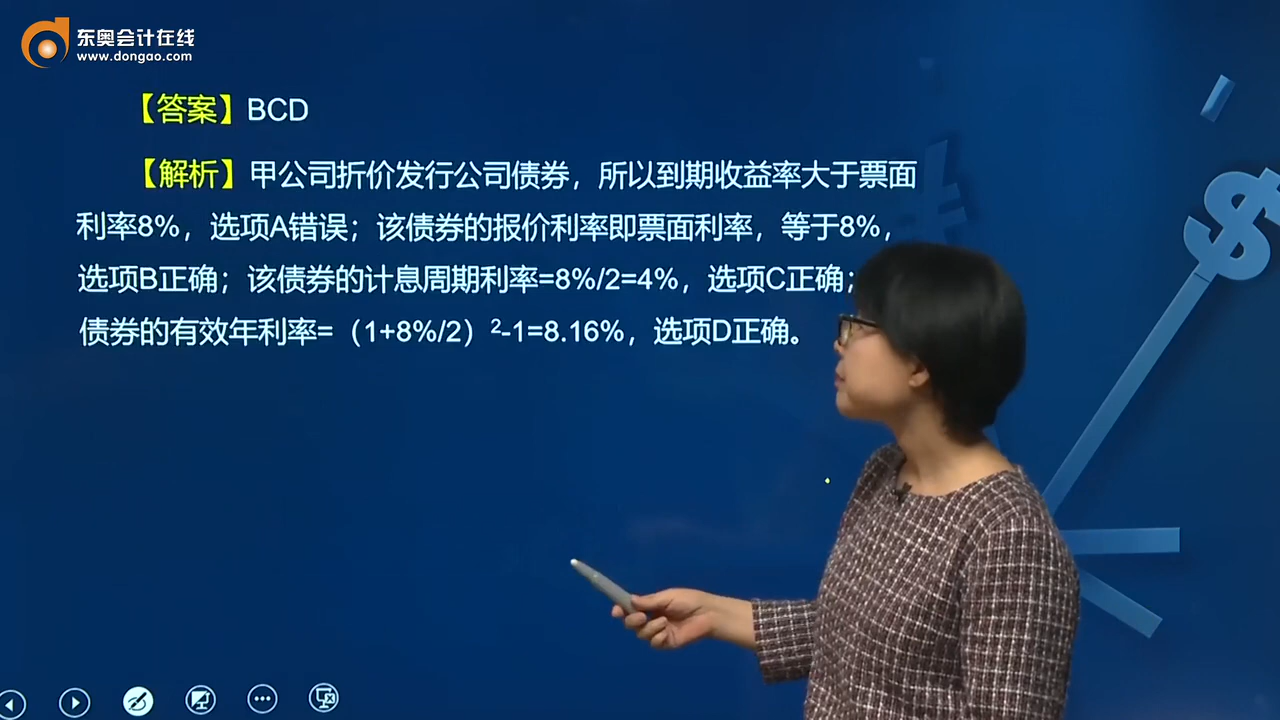 东奥会计在线
www.dongao.com
【答案】BCD
【解析】甲公司折价发行公司债券，所以到期收益率大于票面
利率8%，选项A错误；该债券的报价利率即票面利率，等于8%，
选项B正确；该债券的计息周期利率=8%/2=4%，选项C正确；
债券的有效年利率=（1+8%/2）²-1=8.16%，选项D正确。